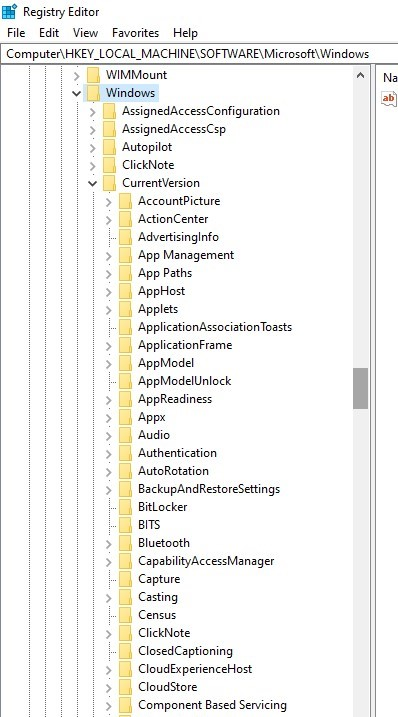 Registry Editor
File Edit View Favorites Help
Computer\HKEY_LOCAL_MACHINE\SOFTWARE\Microsoft\Windows
WIMMount
Na
Windows
ab
AssignedAccessConfiguration
AssignedAccessCsp
Autopilot
ClickNote
CurrentVersion
AccountPicture
ActionCenter
AdvertisingInfo
App Management
App Paths
AppHost
Applets
ApplicationAssociationToasts
ApplicationFrame
AppModel
AppModelUnlock
AppReadiness
Appx
Audio
Authentication
AutoRotation
BackupAndRestoreSettings
BitLocker
BITS
Bluetooth
CapabilityAccessManager
Capture
Casting
Census
ClickNote
ClosedCaptioning
CloudExperienceHost
CloudStore
Component Based Servicing